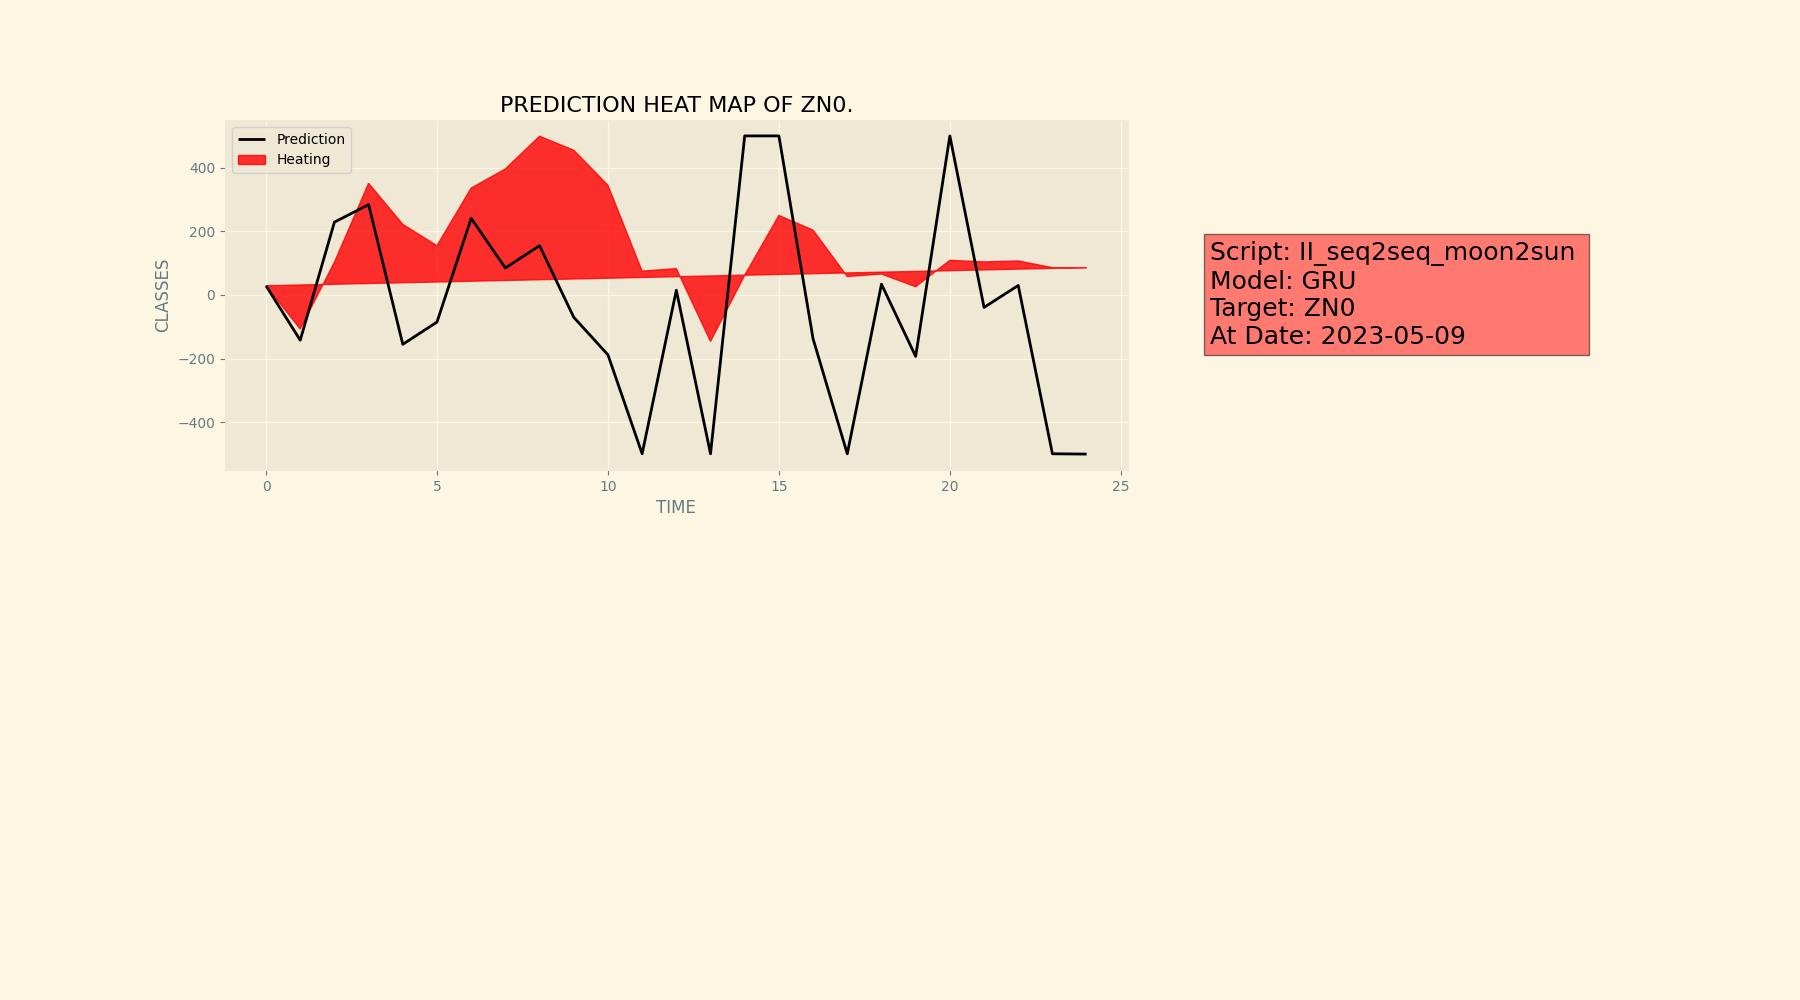 PREDICTION HEAT MAP OF ZN0.
Prediction
Heating
400
200
0
−200
−400
CLASSES
0 5 10 15 20 25
TIME
Script: II_seq2seq_moon2sun
Model: GRU
Target: ZN0
At Date: 2023-05-09